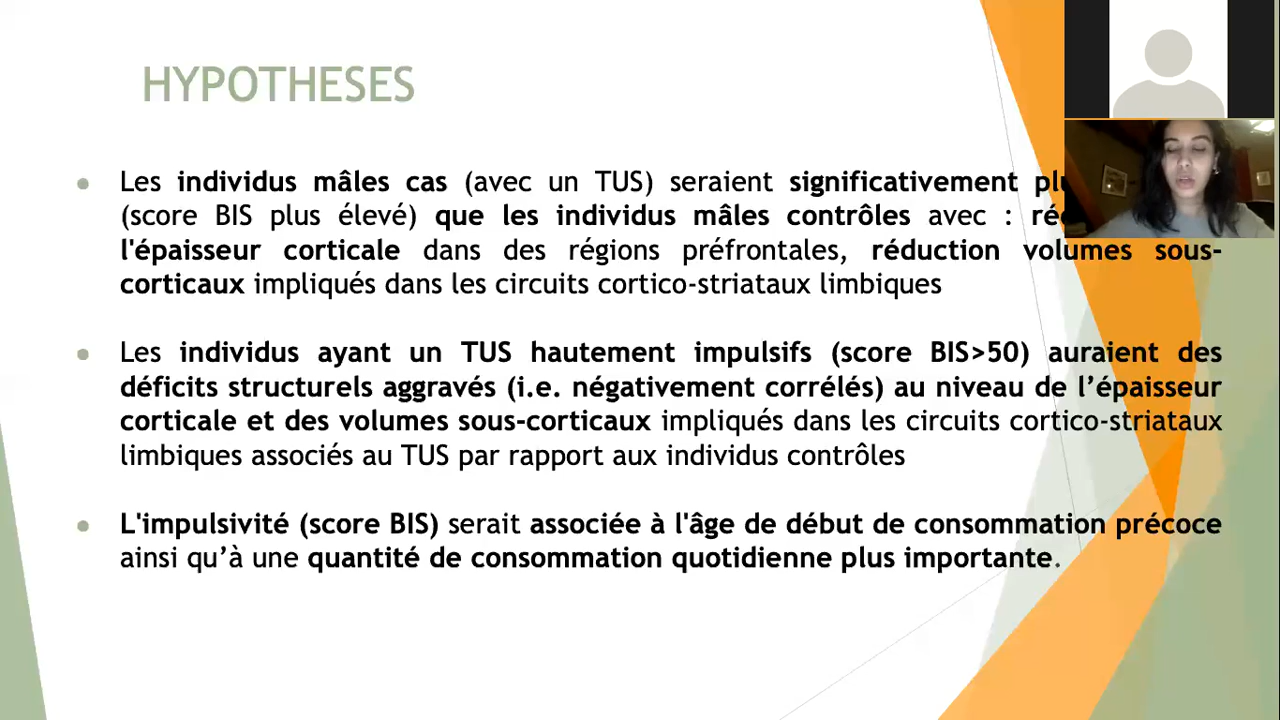 HYPOTHESES
Les individus mâles cas (avec un TUS) seraient significativement
(score BIS plus élevé) que les individus mâles contrôles avec :
l'épaisseur corticale dans des régions préfrontales, réduction volumes sous-
corticaux impliqués dans les circuits cortico-striataux limbiques
Les individus ayant un TUS hautement impulsifs (score BIS>50) auraient des
déficits structurels aggravés (i.e. négativement corrélés) au niveau de l’épaisseur
corticale et des volumes sous-corticaux impliqués dans les circuits cortico-striataux
limbiques associés au TUS par rapport aux individus contrôles
L'impulsivité (score BIS) serait associée à l'âge de début de consommation précoce
ainsi qu’à une quantité de consommation quotidienne plus importante.